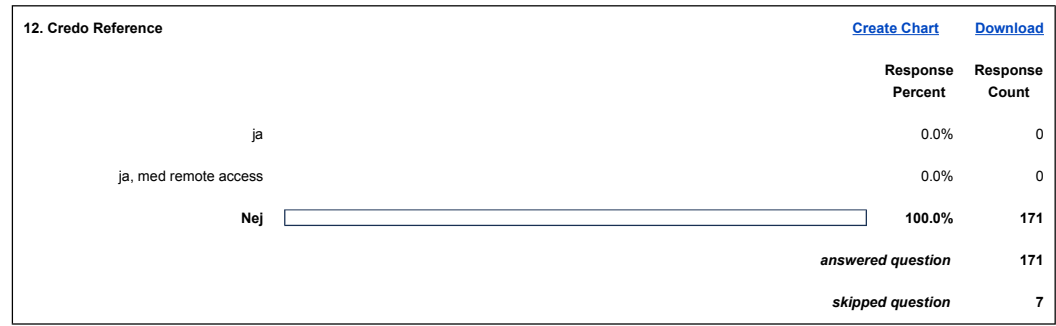 12. Credo Reference Create Chart Download
Response Response
Percent Count
ja 0.0% 0
ja, med remote access 0.0% 0
Nej 100.0% 171
answered question 171
skipped question 7